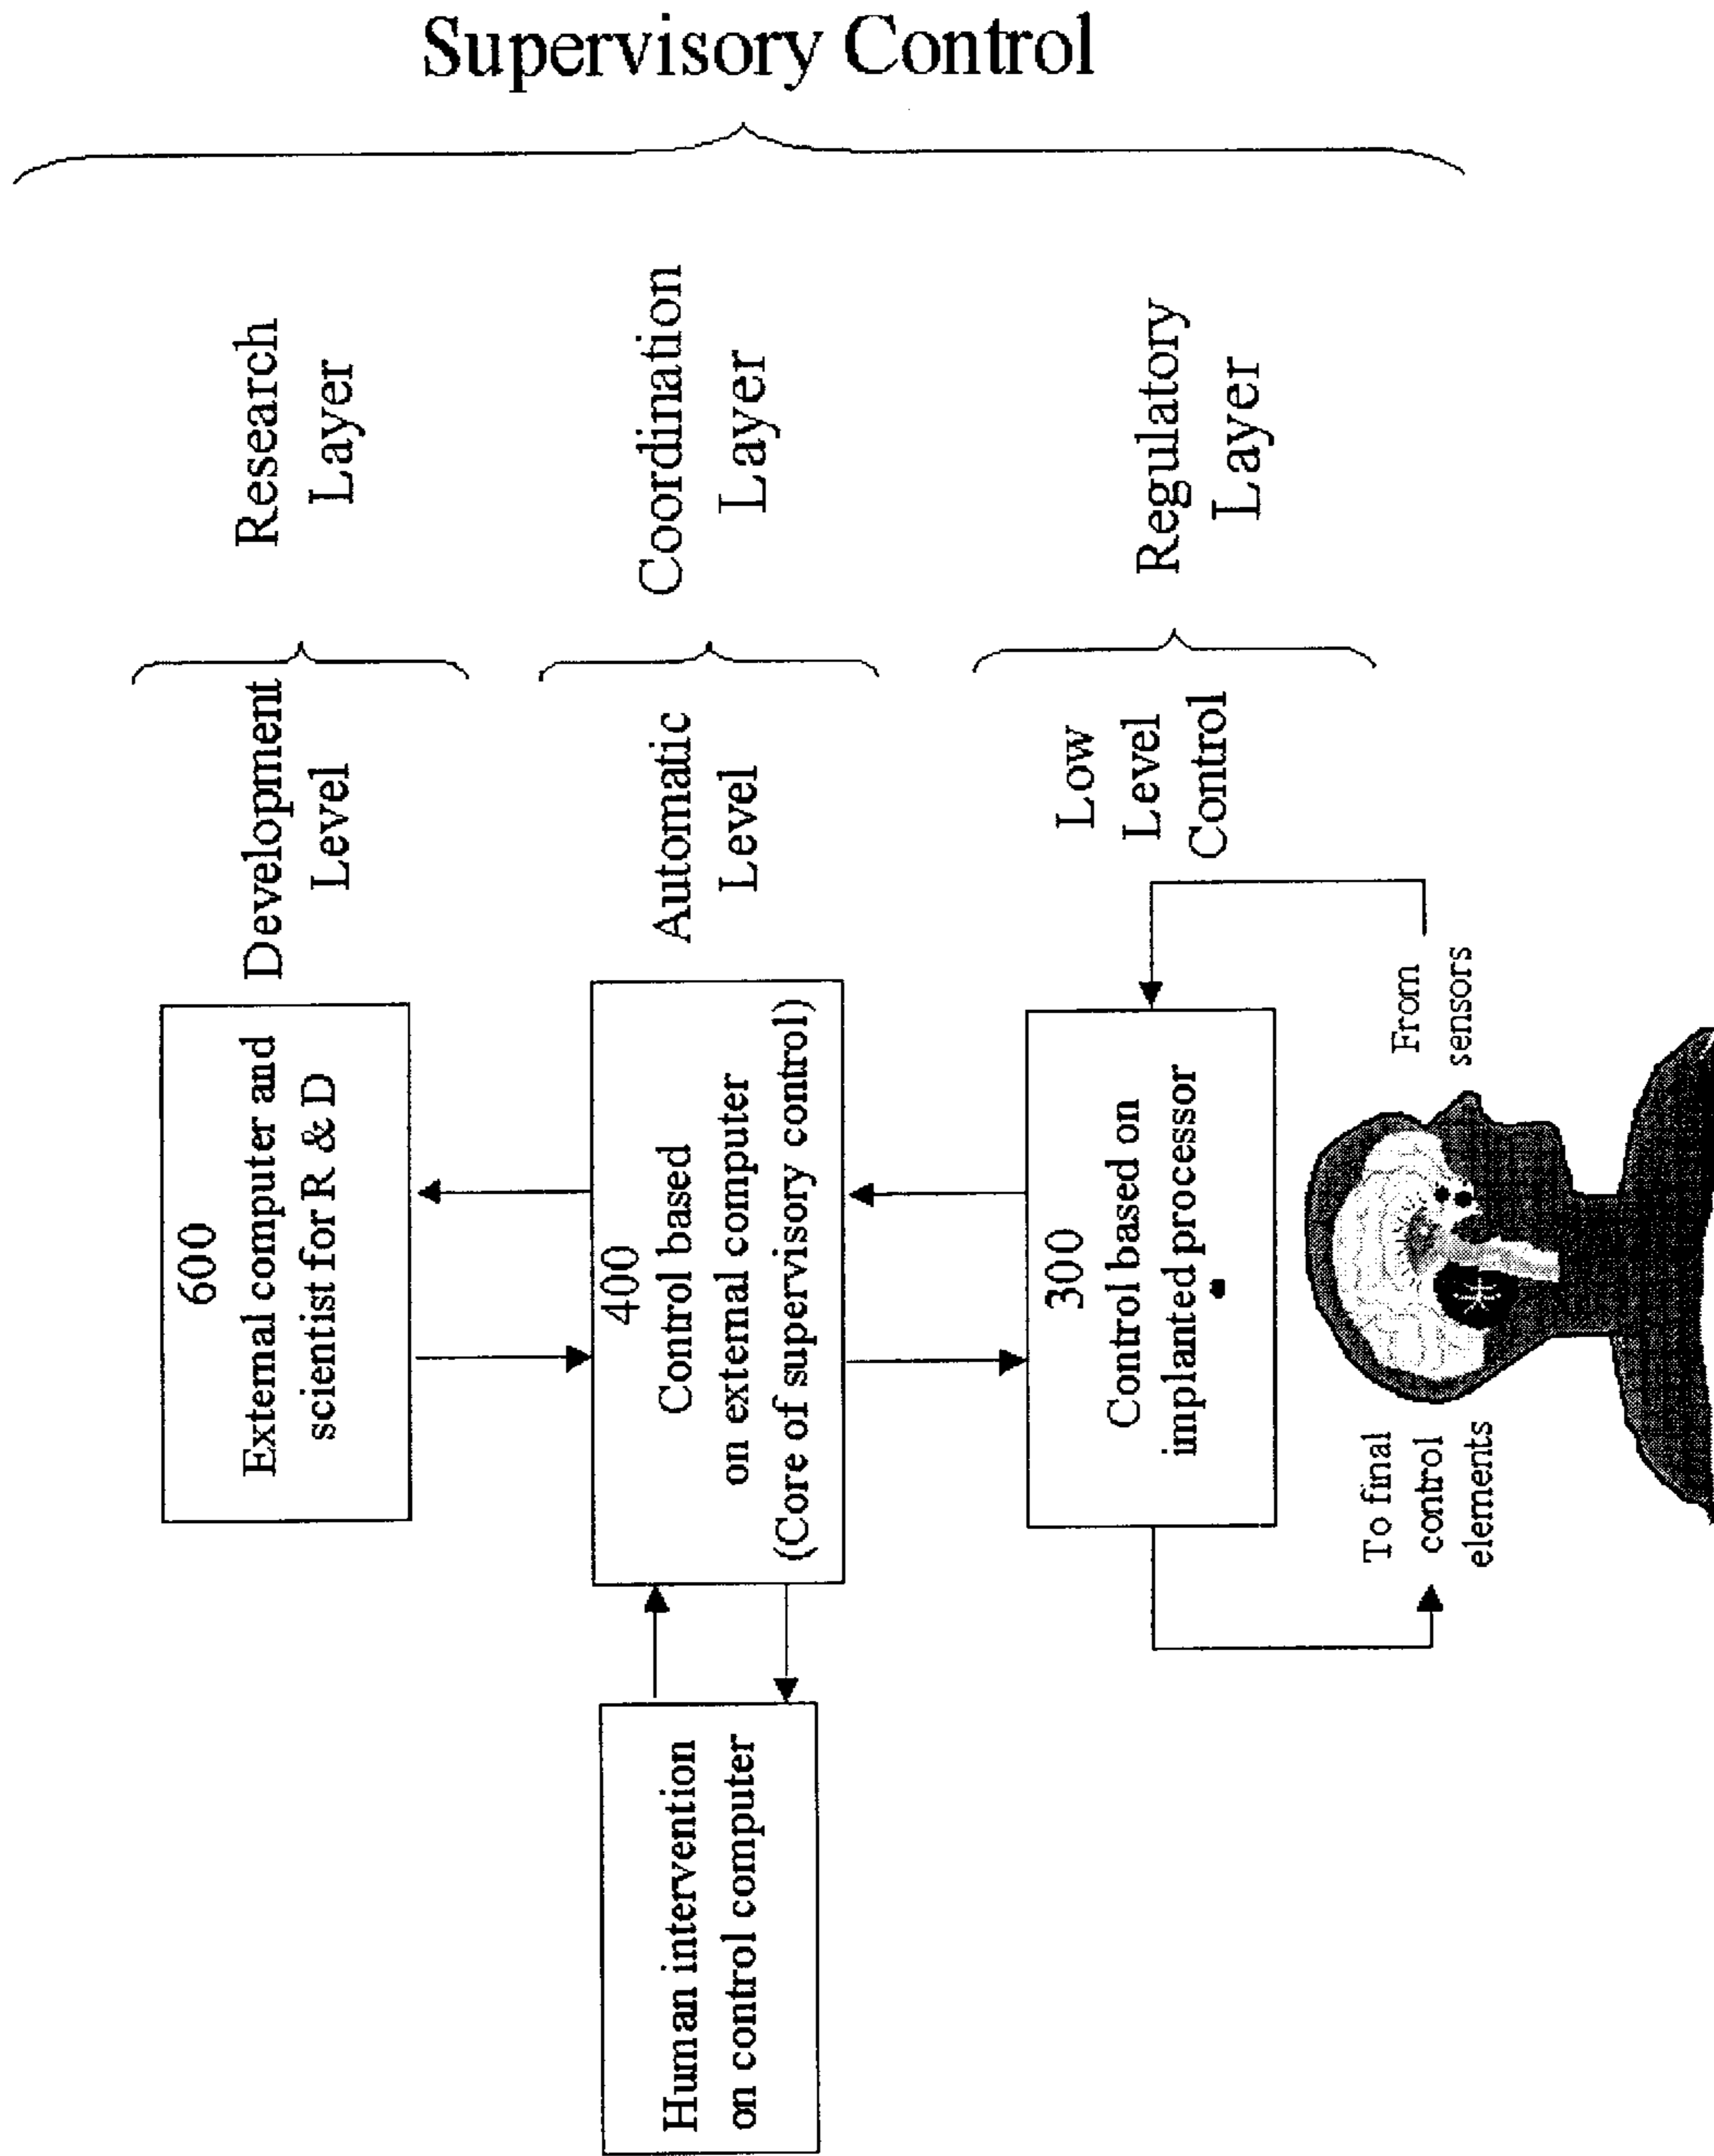 Supervisory Control
Research
Layer
Coordination
Layer
Regulatory
Layer
Development
Level
Automatic
Level
Low
Level
Control
600
External computer and
scientist for R & D
400
Control based
on external computer
(Core of supervisory control)
300
Control based on
implanted processor
From
sensors
To final
control
elements
Human intervention
on control computer